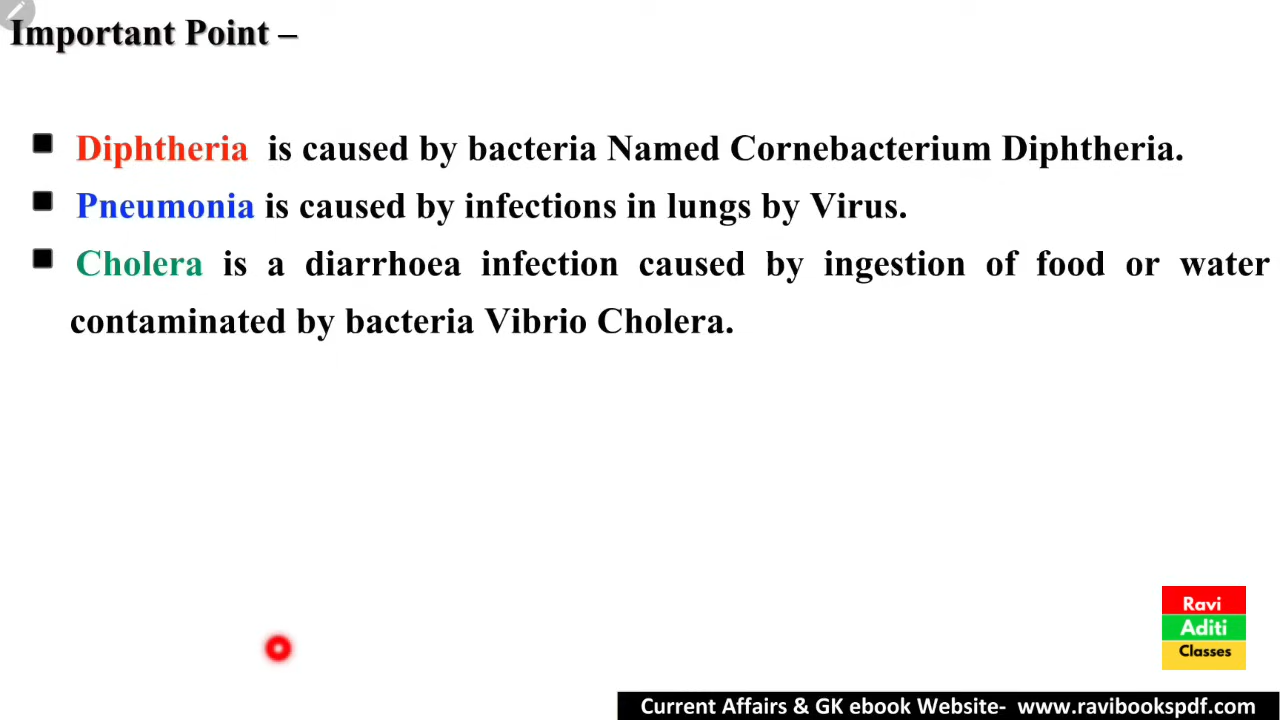 Important Point –
Diphtheria is caused by bacteria Named Cornebacterium Diphtheria.
Pneumonia is caused by infections in lungs by Virus.
Cholera is a diarrhoea infection caused by ingestion of food or water
contaminated by bacteria Vibrio Cholera.
Ravi
Aditi
Classes
Current Affairs & GK ebook Website- www.ravibookspdf.com